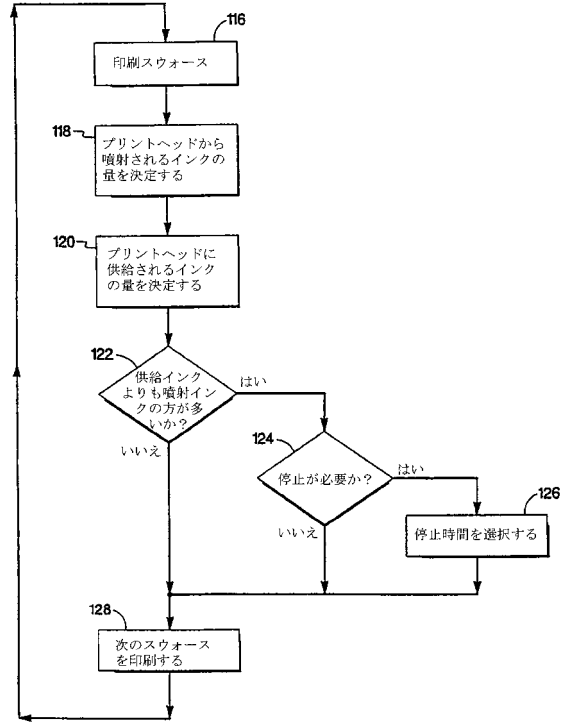 116
印刷スウォース
118
プリントヘッドから
噴射されるインクの
量を決定する
120
プリントヘッドに
供給されるインク
の量を決定する
122
供給インク
よりも噴射イン
クの方が多
いか?
はい
いいえ
124
停止が必要か?
はい
いいえ
126
停止時間を選択する
128
次のスウォース
を印刷する